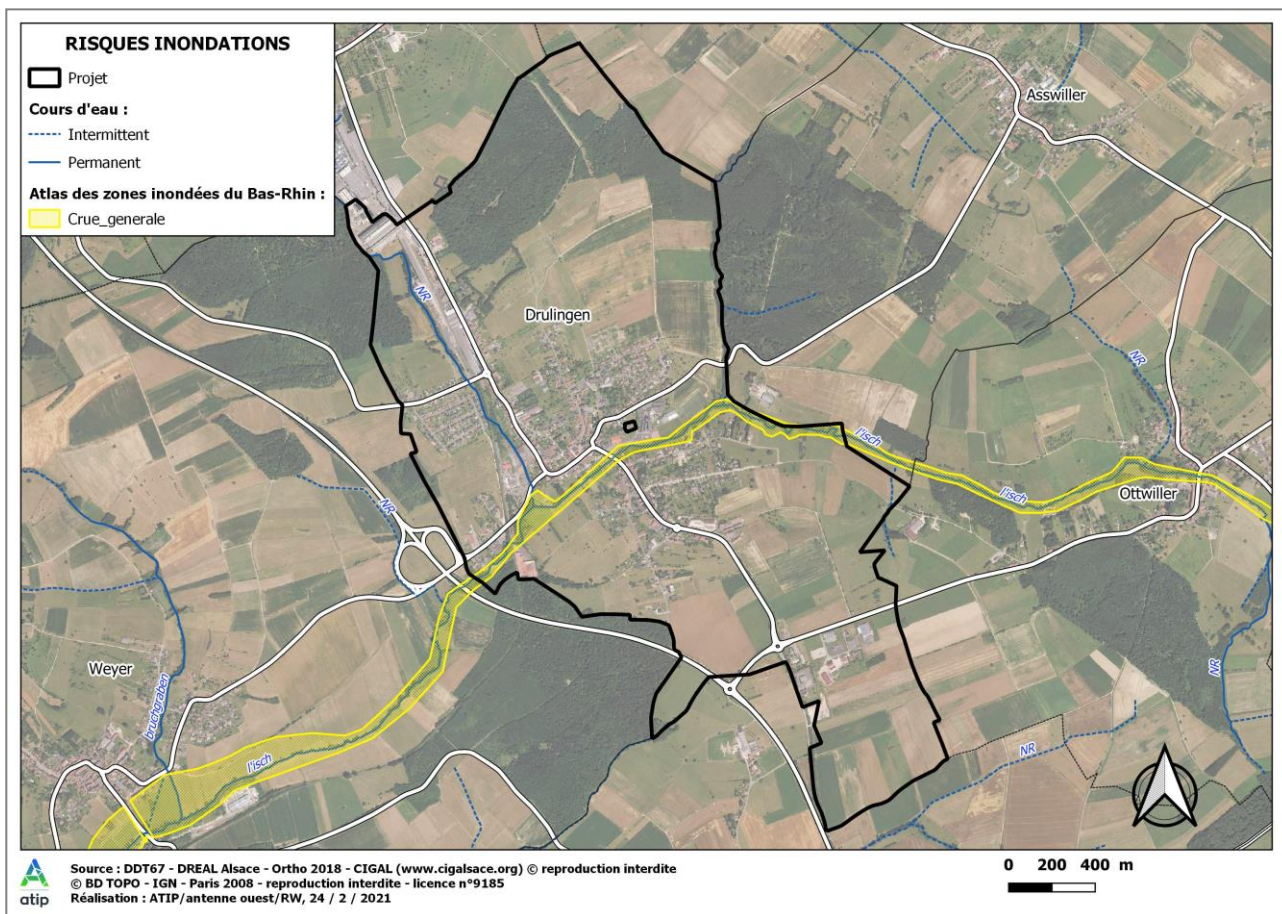 RISQUES INONDATIONS
Projet
Cours d'eau :
Intermittent
Permanent
Atlas des zones inondées du Bas-Rhin :
Crue_generale
Asswiller
NR
Drulingen
NR
l'isch
l'isch
Ottwiller
NR
Weyer
bruchgraben
NR
l'isch
NR
atip
Source : DDT67 - DREAL Alsace - Ortho 2018 - CIGAL (www.cigalsace.org) © reproduction interdite
© BD TOPO - IGN - Paris 2008 - reproduction interdite - licence n°9185
Réalisation : ATIP/antenne ouest/RW, 24 / 2 / 2021
0 200 400 m